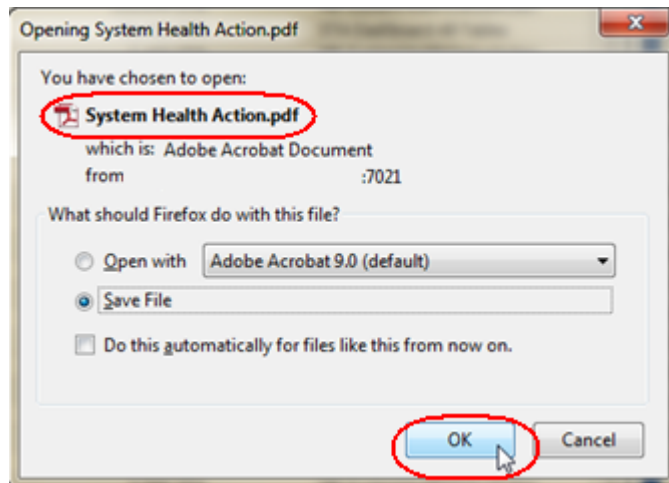 Opening System Health Action.pdf
You have chosen to open:
System Health Action.pdf
which is: Adobe Acrobat Document
from :7021
What should Firefox do with this file?
Open with Adobe Acrobat 9.0 (default)
Save File
Do this automatically for files like this from now on.
OK Cancel